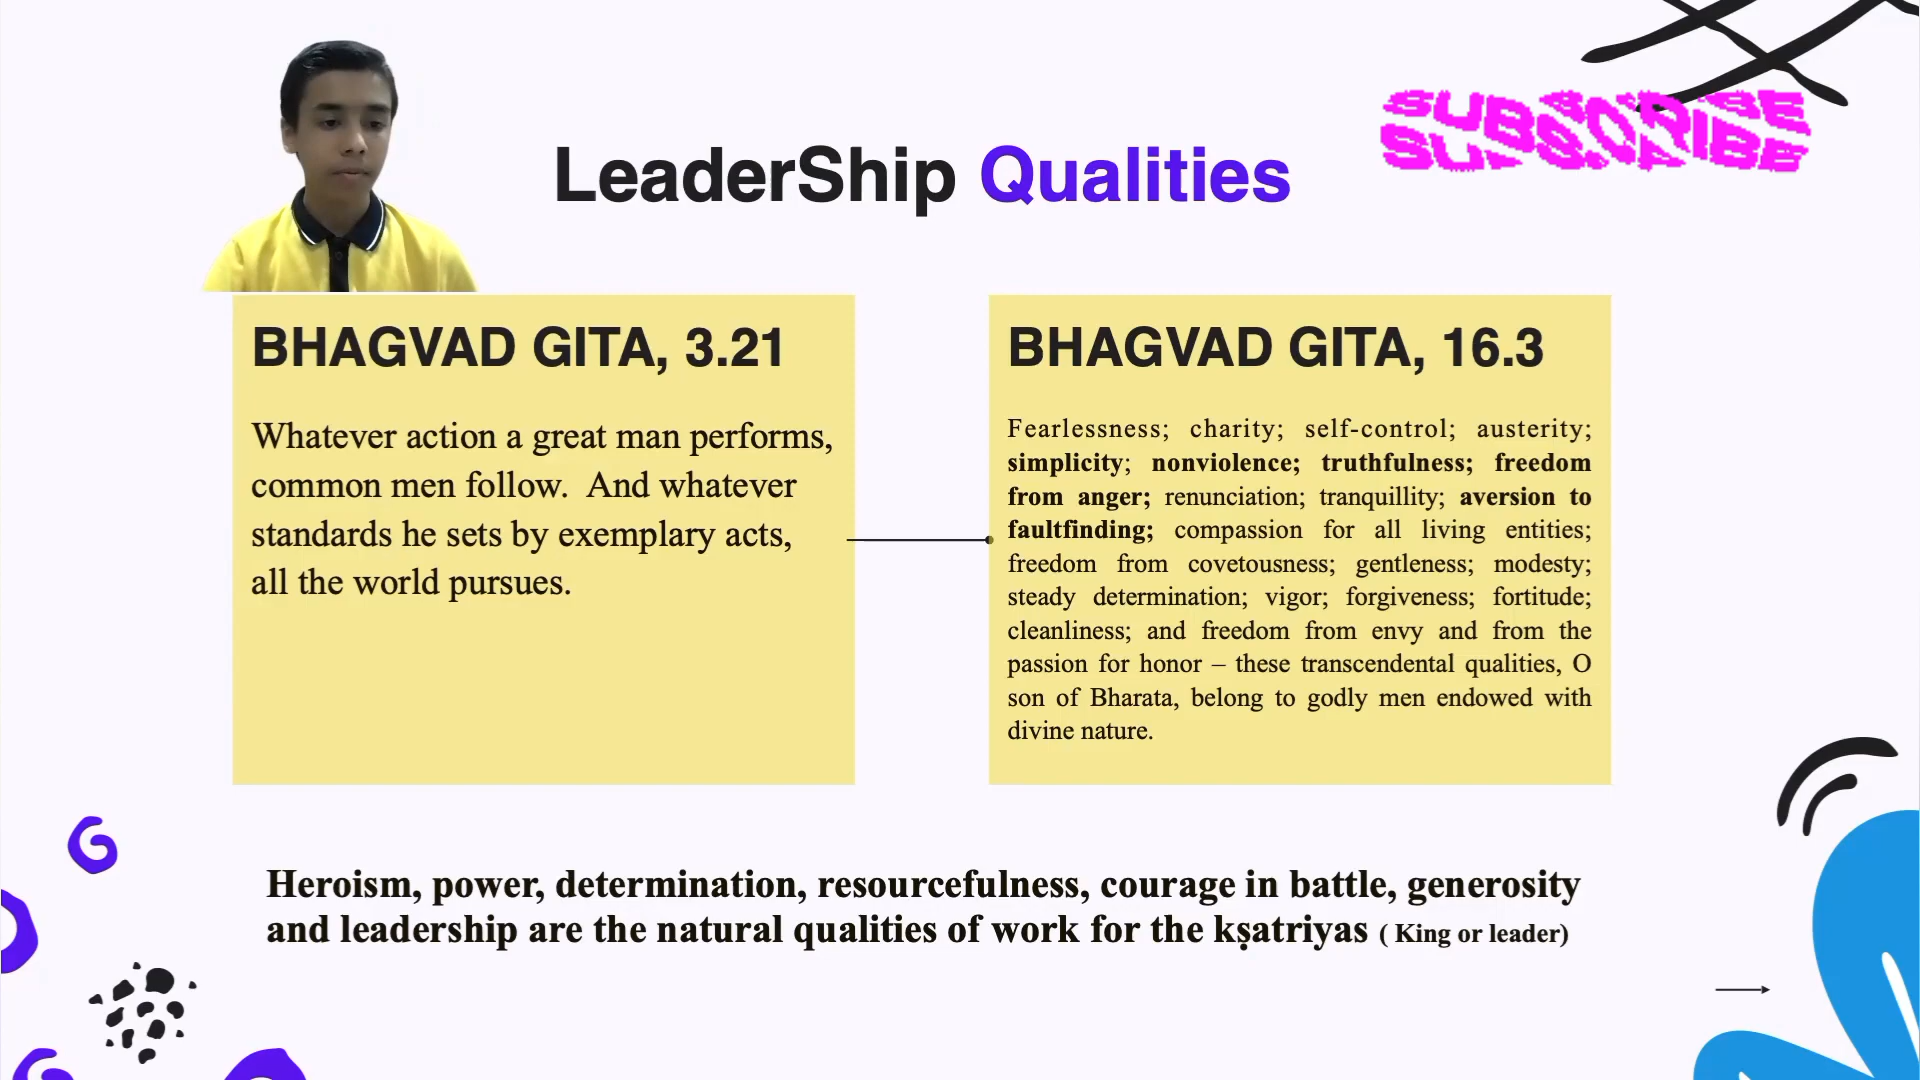 SUBSCRIBE
SUBSCRIBE
LeaderShip Qualities
BHAGVAD GITA, 3.21
Whatever action a great man performs,
common men follow.  And whatever
standards he sets by exemplary acts,
all the world pursues.
BHAGVAD GITA, 16.3
Fearlessness; charity; self-control; austerity;
simplicity; nonviolence; truthfulness; freedom
from anger; renunciation; tranquillity; aversion to
faultfinding; compassion for all living entities;
freedom from covetousness; gentleness; modesty;
steady determination; vigor; forgiveness; fortitude;
cleanliness; and freedom from envy and from the
passion for honor – these transcendental qualities, O
son of Bharata, belong to godly men endowed with
divine nature.
Heroism, power, determination, resourcefulness, courage in battle, generosity
and leadership are the natural qualities of work for the kṣatriyas ( King or leader)